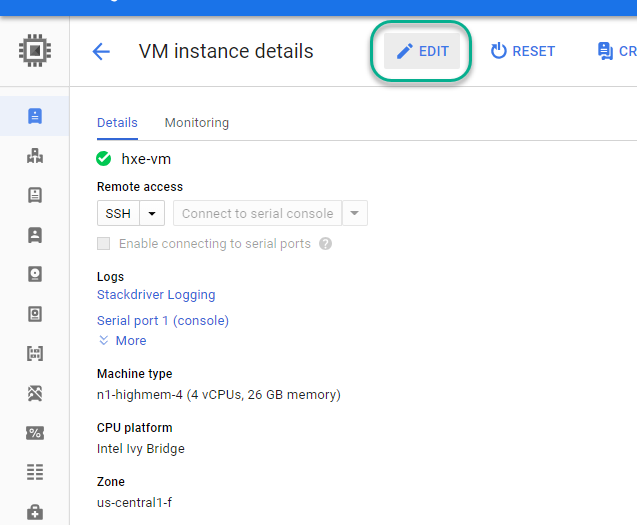 VM instance details
EDIT
RESET
CR
Details
Monitoring
hxe-vm
Remote access
SSH
Connect to serial console
Enable connecting to serial ports
?
Logs
Stackdriver Logging
Serial port 1 (console)
More
Machine type
n1-highmem-4 (4 vCPUs, 26 GB memory)
CPU platform
Intel Ivy Bridge
Zone
us-central1-f
%